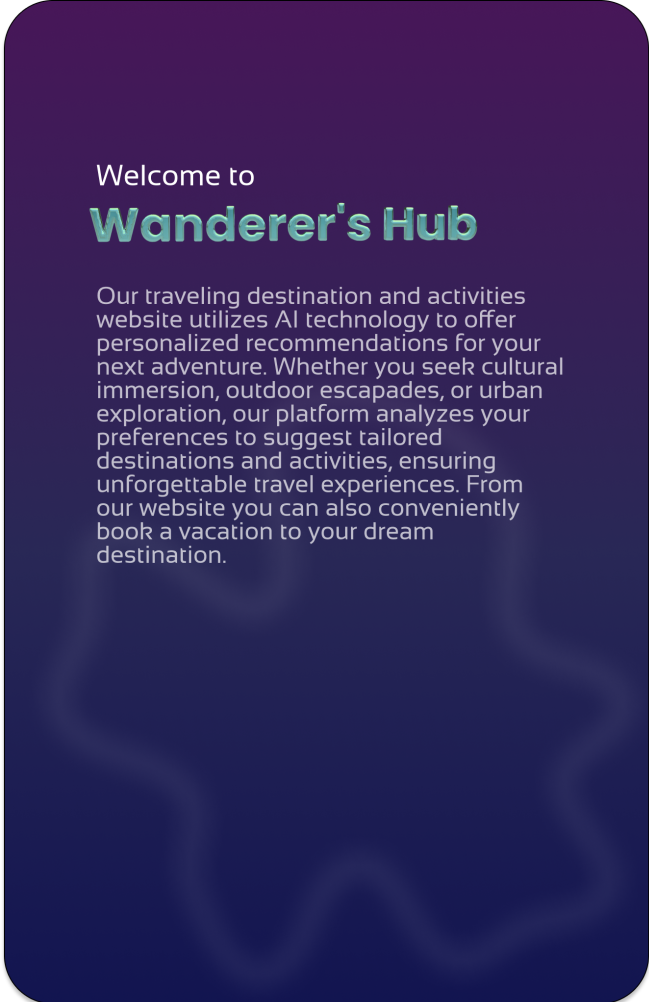 Welcome to
Wanderer's Hub
Our traveling destination and activities
website utilizes AI technology to offer
personalized recommendations for your
next adventure. Whether you seek cultural
immersion, outdoor escapades, or urban
exploration, our platform analyzes your
preferences to suggest tailored
destinations and activities, ensuring
unforgettable travel experiences. From
our website you can also conveniently
book a vacation to your dream
destination.